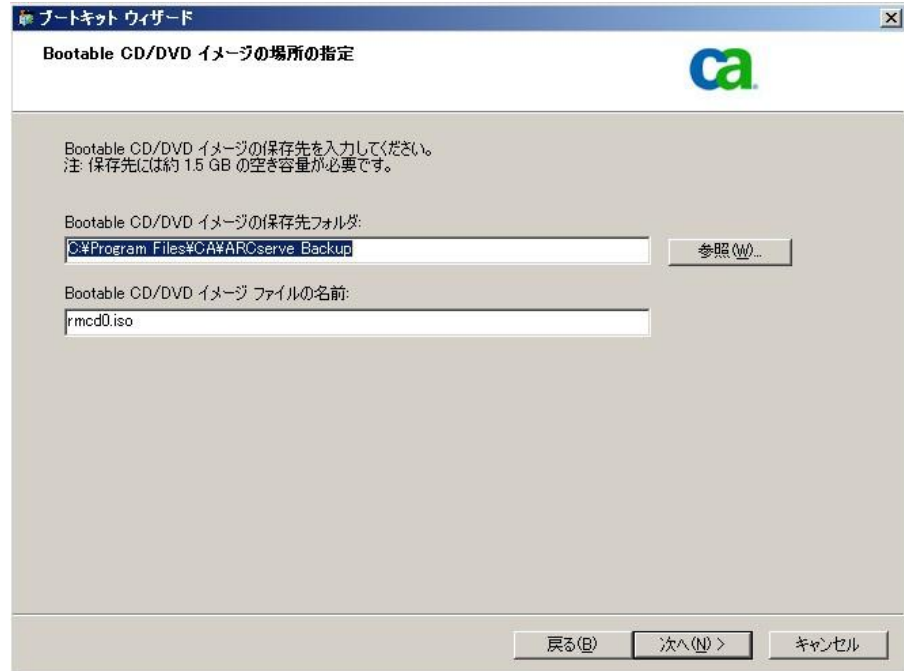 ブートキット ウィザード
Bootable CD/DVD イメージの場所の指定
ca
Bootable CD/DVD イメージの保存先を入力してください。
注: 保存先には約 1.5 GB の空き容量が必要です。
Bootable CD/DVD イメージの保存先フォルダ:
C:¥Program Files¥CA¥ARCserve Backup
参照(W)...
Bootable CD/DVD イメージ ファイルの名前:
rmcd0.iso
戻る(B)
次へ(N) >
キャンセル